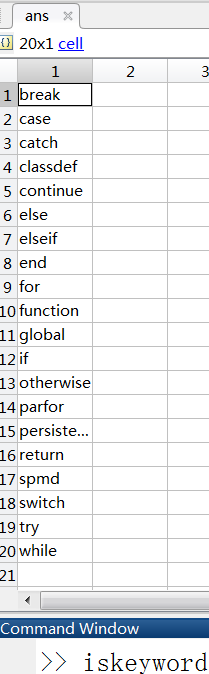 ans
20x1 cell
1 2 3
1 break
2 case
3 catch
4 classdef
5 continue
6 else
7 elseif
8 end
9 for
10 function
11 global
12 if
13 otherwise
14 parfor
15 persiste...
16 return
17 spmd
18 switch
19 try
20 while
21
Command Window
>> iskeyword